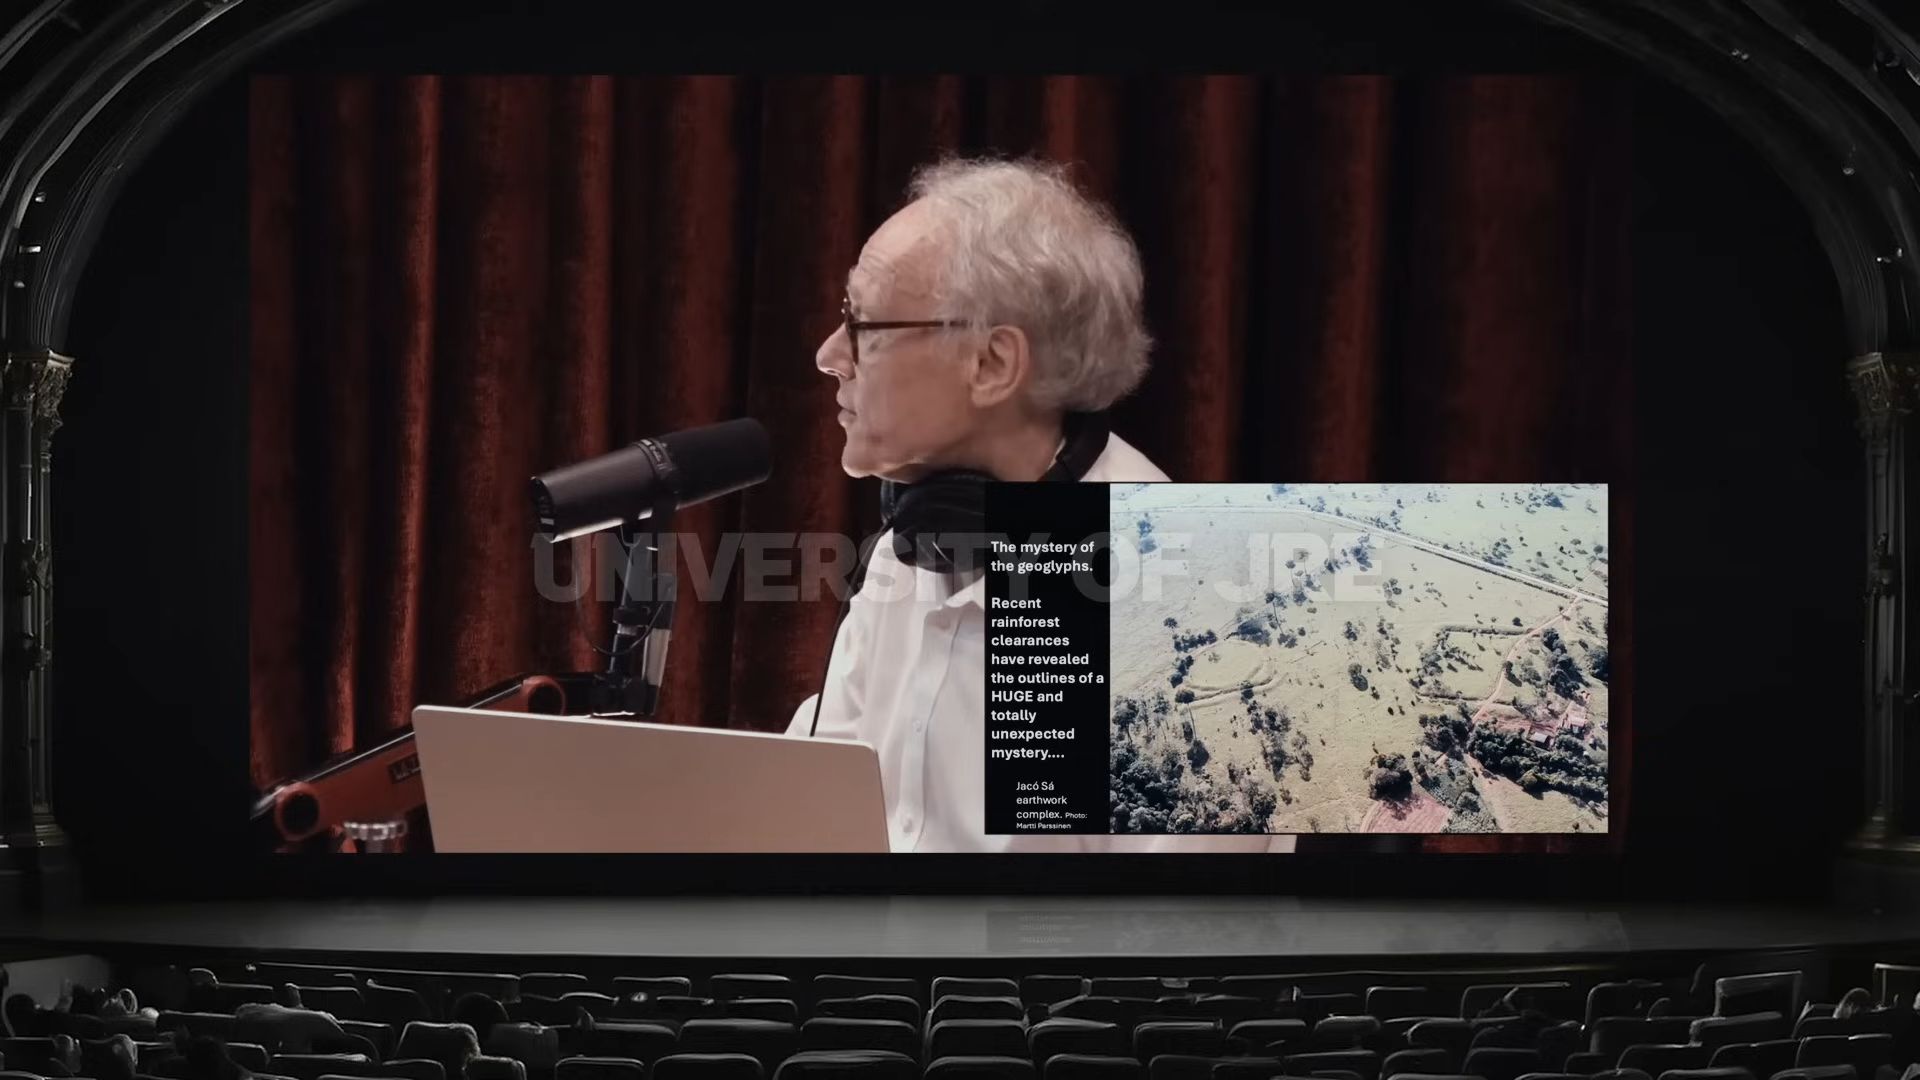 UNIVERSITY OF JRE
The mystery of
the geoglyphs.
Recent
rainforest
clearances
have revealed
the outlines of a
HUGE and
totally
unexpected
mystery....
Jacó Sá
earthwork
complex. Photo:
Martti Parssinen